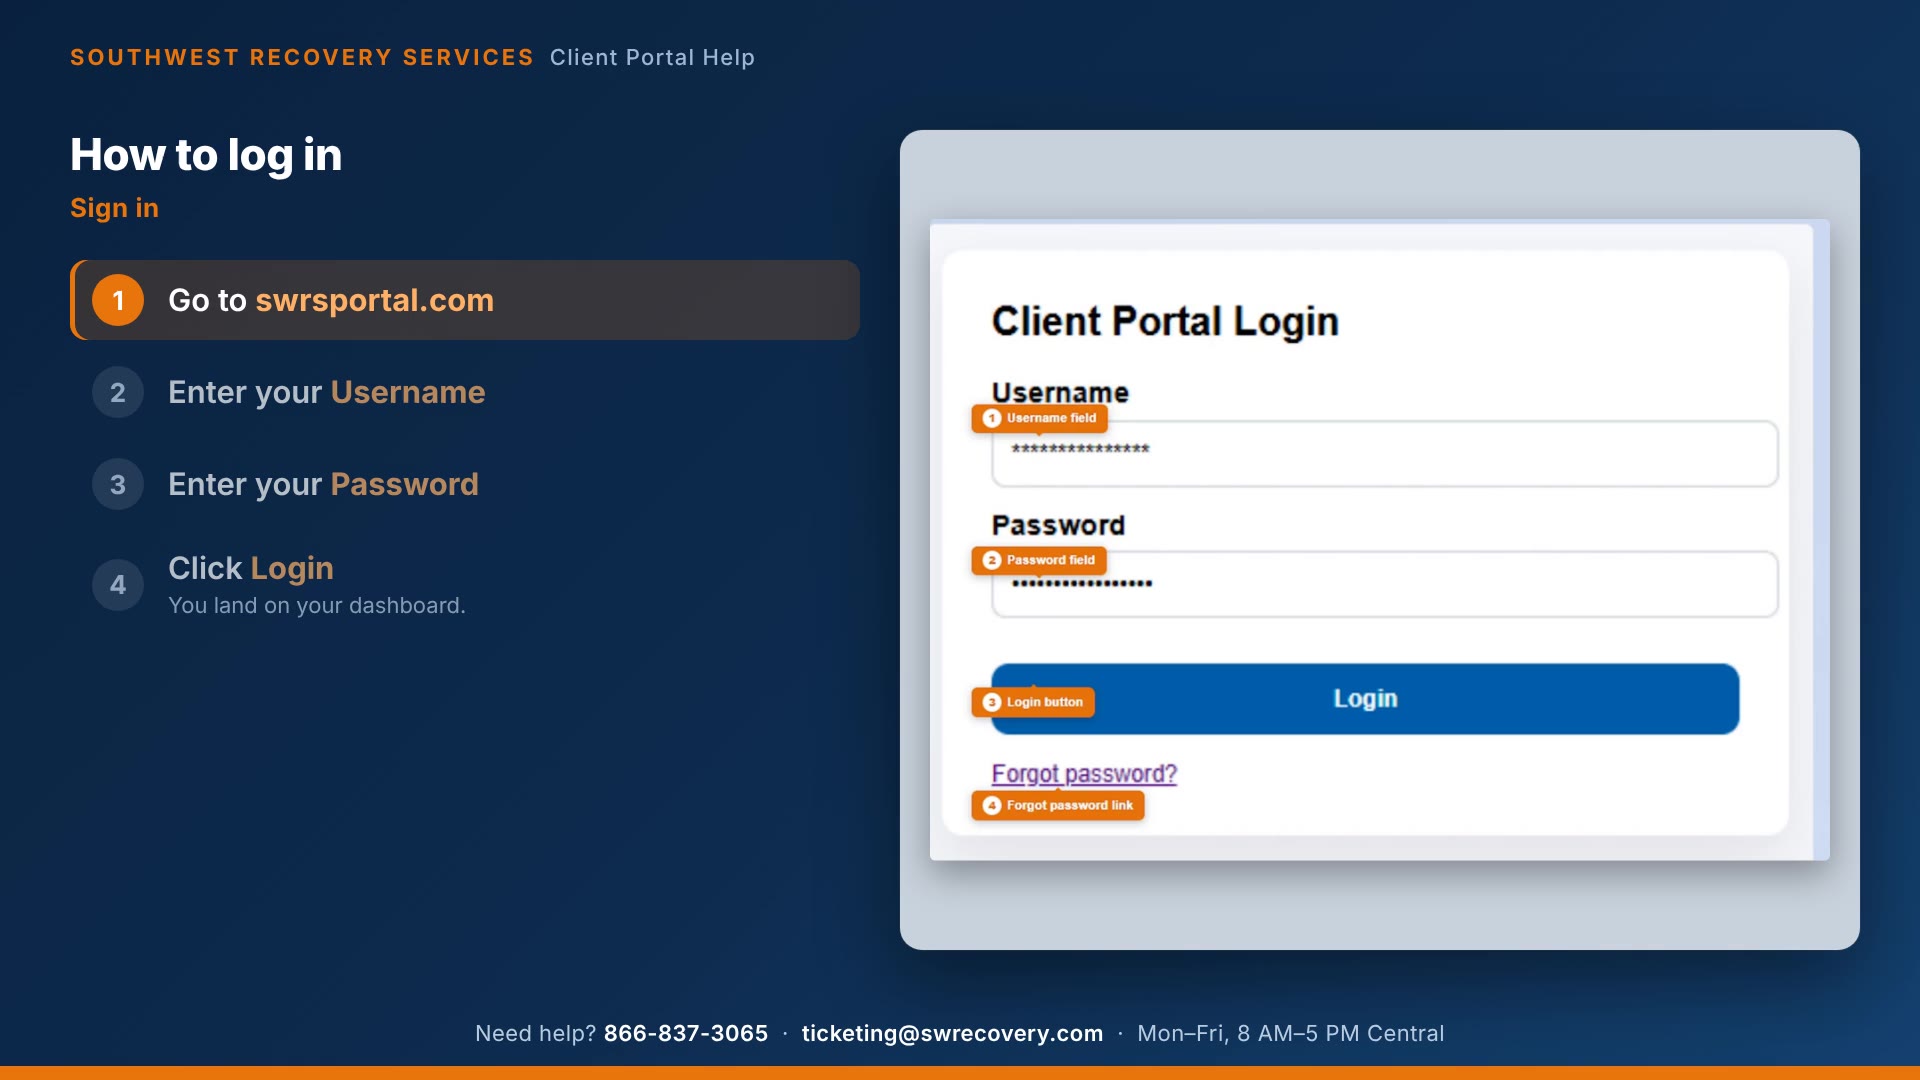 SOUTHWEST RECOVERY SERVICES Client Portal Help
How to log in
Sign in
1 Go to swrsportal.com
2 Enter your Username
3 Enter your Password
4 Click Login
You land on your dashboard.
Client Portal Login
Username
1 Username field
***************
Password
2 Password field
•••••••••••••••••
Login
3 Login button
Forgot password?
4 Forgot password link
Need help? 866-837-3065 · ticketing@swrecovery.com · Mon–Fri, 8 AM–5 PM Central